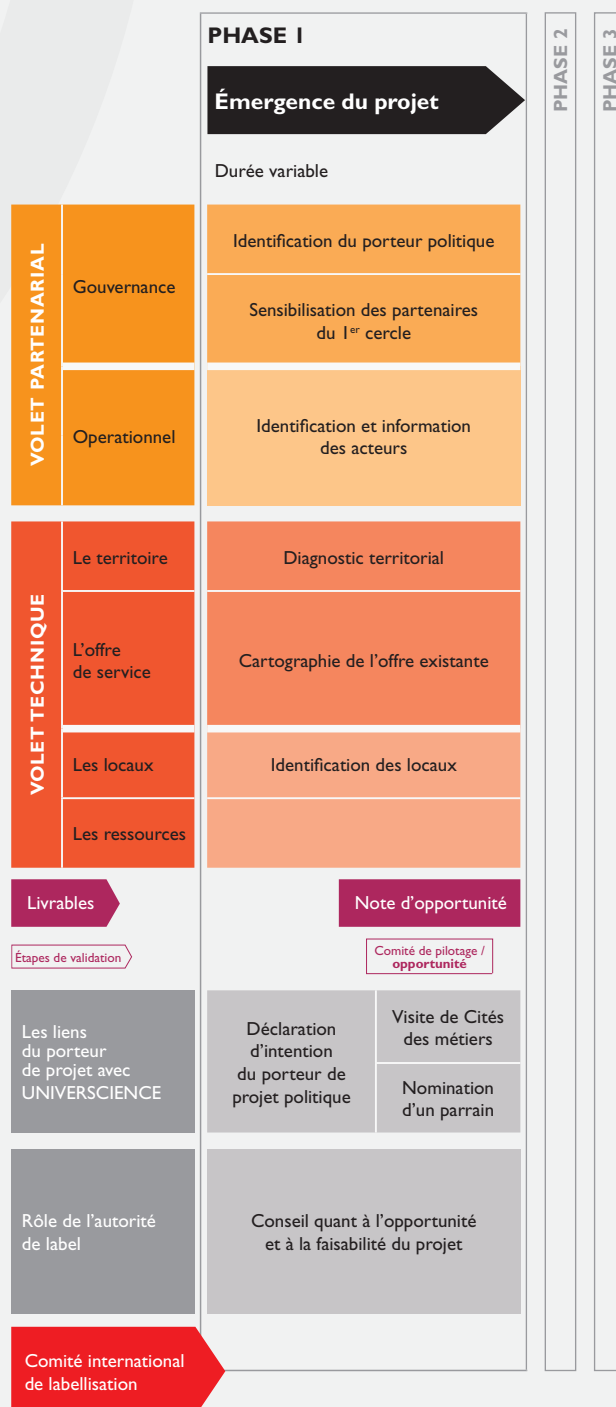 PHASE 1
PHASE 2
PHASE 3
Émergence du projet
Durée variable
VOLET PARTENARIAL
Gouvernance
Identification du porteur politique
Sensibilisation des partenaires
du 1er cercle
Operationnel
Identification et information
des acteurs
VOLET TECHNIQUE
Le territoire
Diagnostic territorial
L'offre
de service
Cartographie de l'offre existante
Les locaux
Identification des locaux
Les ressources
Livrables
Note d'opportunité
Étapes de validation
Comité de pilotage /
opportunité
Les liens
du porteur
de projet avec
UNIVERSCIENCE
Déclaration
d'intention
du porteur de
projet politique
Visite de Cités
des métiers
Nomination
d'un parrain
Rôle de l'autorité
de label
Conseil quant à l'opportunité
et à la faisabilité du projet
Comité international
de labellisation